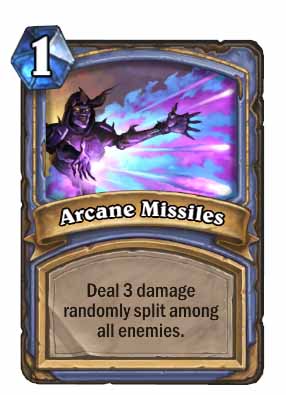 1
Arcane Missiles
Deal 3 damage
randomly split among
all enemies.